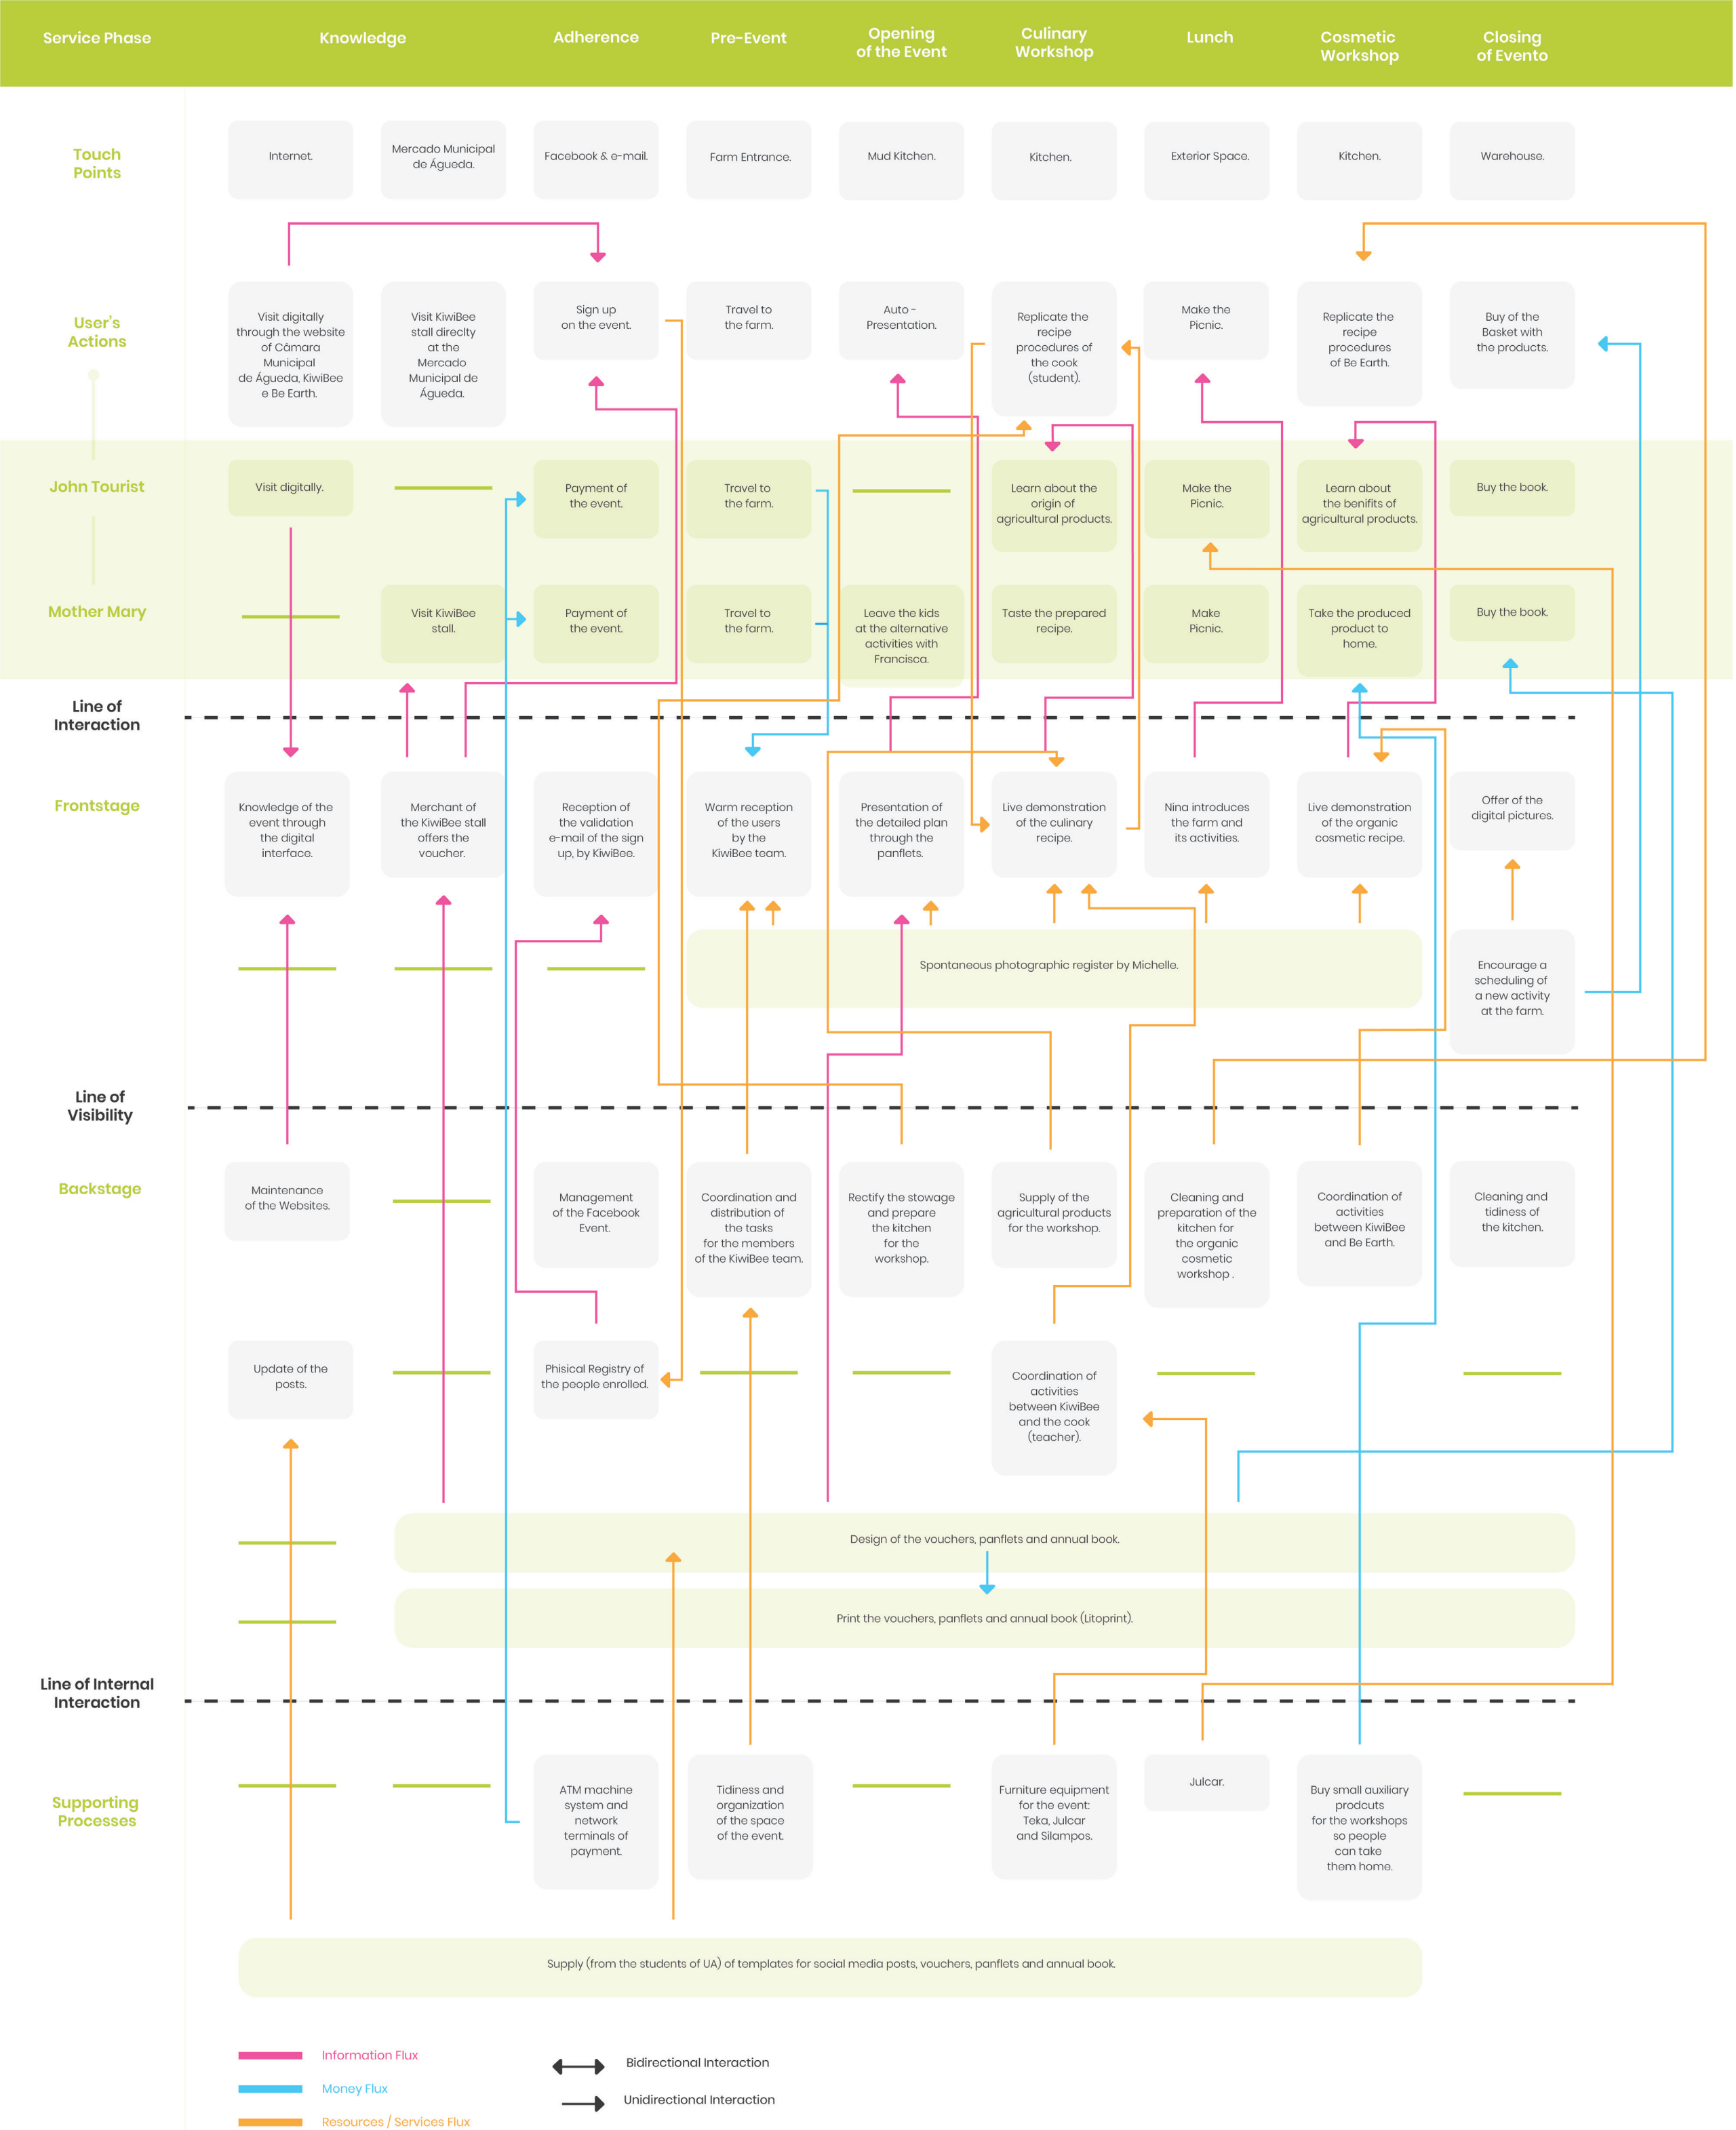 Service Phase
Knowledge
Adherence
Pre-Event
Opening
of the Event
Culinary
Workshop
Lunch
Cosmetic
Workshop
Closing
of Evento
Touch
Points
Internet.
Mercado Municipal
de Águeda.
Facebook & e-mail.
Farm Entrance.
Mud Kitchen.
Kitchen.
Exterior Space.
Kitchen.
Warehouse.
User's
Actions
Visit digitally
through the website
of Câmara
Municipal
de Águeda, KiwiBee
e Be Earth.
Visit KiwiBee
stall direclty
at the
Mercado
Municipal de
Águeda.
Sign up
on the event.
Travel to
the farm.
Auto -
Presentation.
Replicate the
recipe
procedures of
the cook
(student).
Make the
Picnic.
Replicate the
recipe
procedures
of Be Earth.
Buy of the
Basket with
the products.
John Tourist
Visit digitally.
Payment of
the event.
Travel to
the farm.
Learn about the
origin of
agricultural products.
Make the
Picnic.
Learn about
the benifits of
agricultural products.
Buy the book.
Mother Mary
Visit KiwiBee
stall.
Payment of
the event.
Travel to
the farm.
Leave the kids
at the alternative
activities with
Francisca.
Taste the prepared
recipe.
Make
Picnic.
Take the produced
product to
home.
Buy the book.
Line of
Interaction
Frontstage
Knowledge of the
event through
the digital
interface.
Merchant of
the KiwiBee stall
offers the
voucher.
Reception of
the validation
e-mail of the sign
up, by KiwiBee.
Warm reception
of the users
by the
KiwiBee team.
Presentation of
the detailed plan
through the
panflets.
Live demonstration
of the culinary
recipe.
Nina introduces
the farm and
its activities.
Live demonstration
of the organic
cosmetic recipe.
Offer of the
digital pictures.
Spontaneous photographic register by Michelle.
Encourage a
scheduling of
a new activity
at the farm.
Line of
Visibility
Backstage
Maintenance
of the Websites.
Management
of the Facebook
Event.
Coordination and
distribution of
the tasks
for the members
of the KiwiBee team.
Rectify the stowage
and prepare
the kitchen
for the
workshop.
Supply of the
agricultural products
for the workshop.
Cleaning and
preparation of the
kitchen for
the organic
cosmetic
workshop .
Coordination of
activities
between KiwiBee
and Be Earth.
Cleaning and
tidiness of
the kitchen.
Update of the
posts.
Phisical Registry of
the people enrolled.
Coordination of
activities
between KiwiBee
and the cook
(teacher).
Design of the vouchers, panflets and annual book.
Print the vouchers, panflets and annual book (Litoprint).
Line of Internal
Interaction
Supporting
Processes
ATM machine
system and
network
terminals of
payment.
Tidiness and
organization
of the space
of the event.
Furniture equipment
for the event:
Teka, Julcar
and Silampos.
Julcar.
Buy small auxiliary
prodcuts
for the workshops
so people
can take
them home.
Supply (from the students of UA) of templates for social media posts, vouchers, panflets and annual book.
Information Flux
Money Flux
Resources / Services Flux
Bidirectional Interaction
Unidirectional Interaction